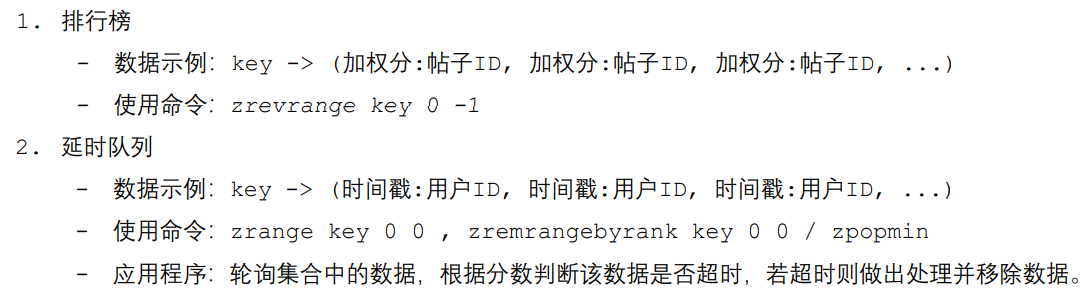 1. 排行榜
- 数据示例：key -> (加权分:帖子ID, 加权分:帖子ID, 加权分:帖子ID, ...)
- 使用命令：zrevrange key 0 -1
2. 延时队列
- 数据示例：key -> (时间戳:用户ID, 时间戳:用户ID, 时间戳:用户ID, ...)
- 使用命令：zrange key 0 0 , zremrangebyrank key 0 0 / zpopmin
- 应用程序：轮询集合中的数据，根据分数判断该数据是否超时，若超时则做出处理并移除数据。